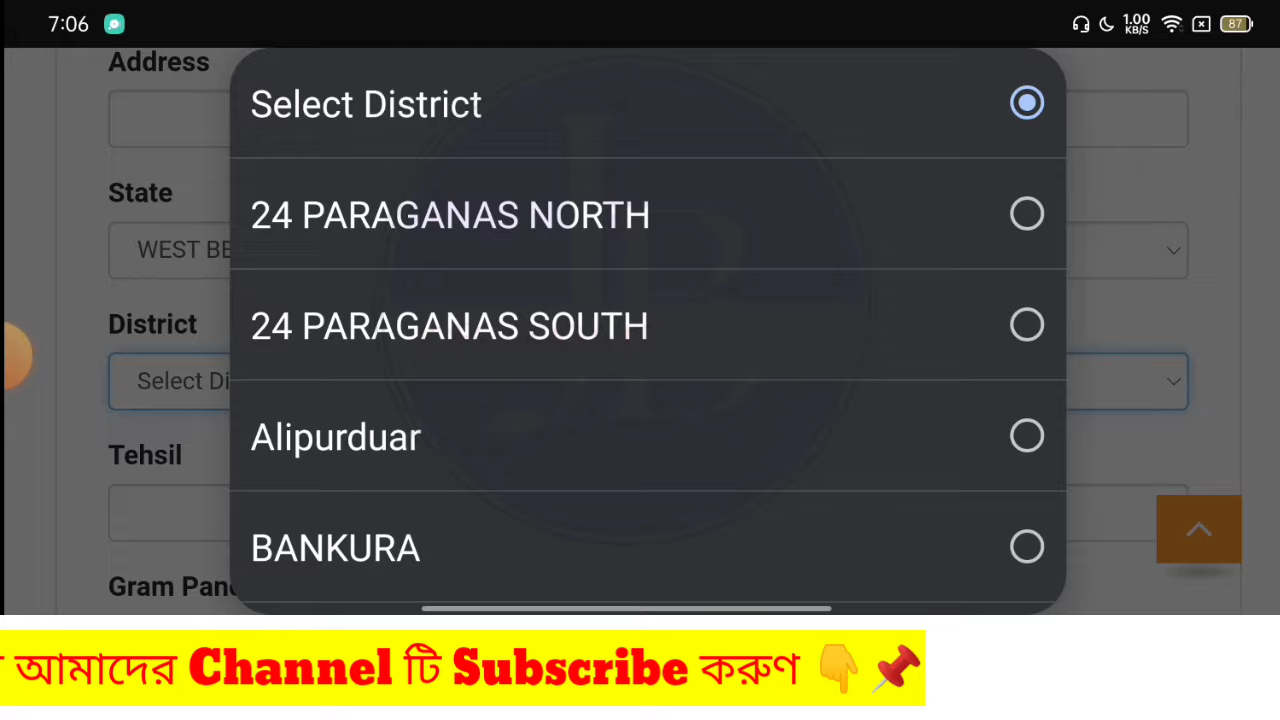 7:06
1.00
KB/S
87
Address
Select District
24 PARAGANAS NORTH
State
WEST BE
24 PARAGANAS SOUTH
District
Select Di
Alipurduar
Tehsil
BANKURA
Gram Pan
আমাদের Channel টি Subscribe করুণ 👇📌